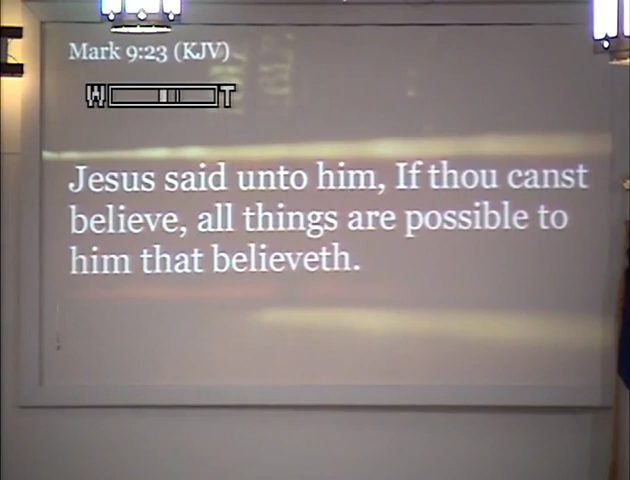 Mark 9:23 (KJV)
W T
Jesus said unto him, If thou canst
believe, all things are possible to
him that believeth.